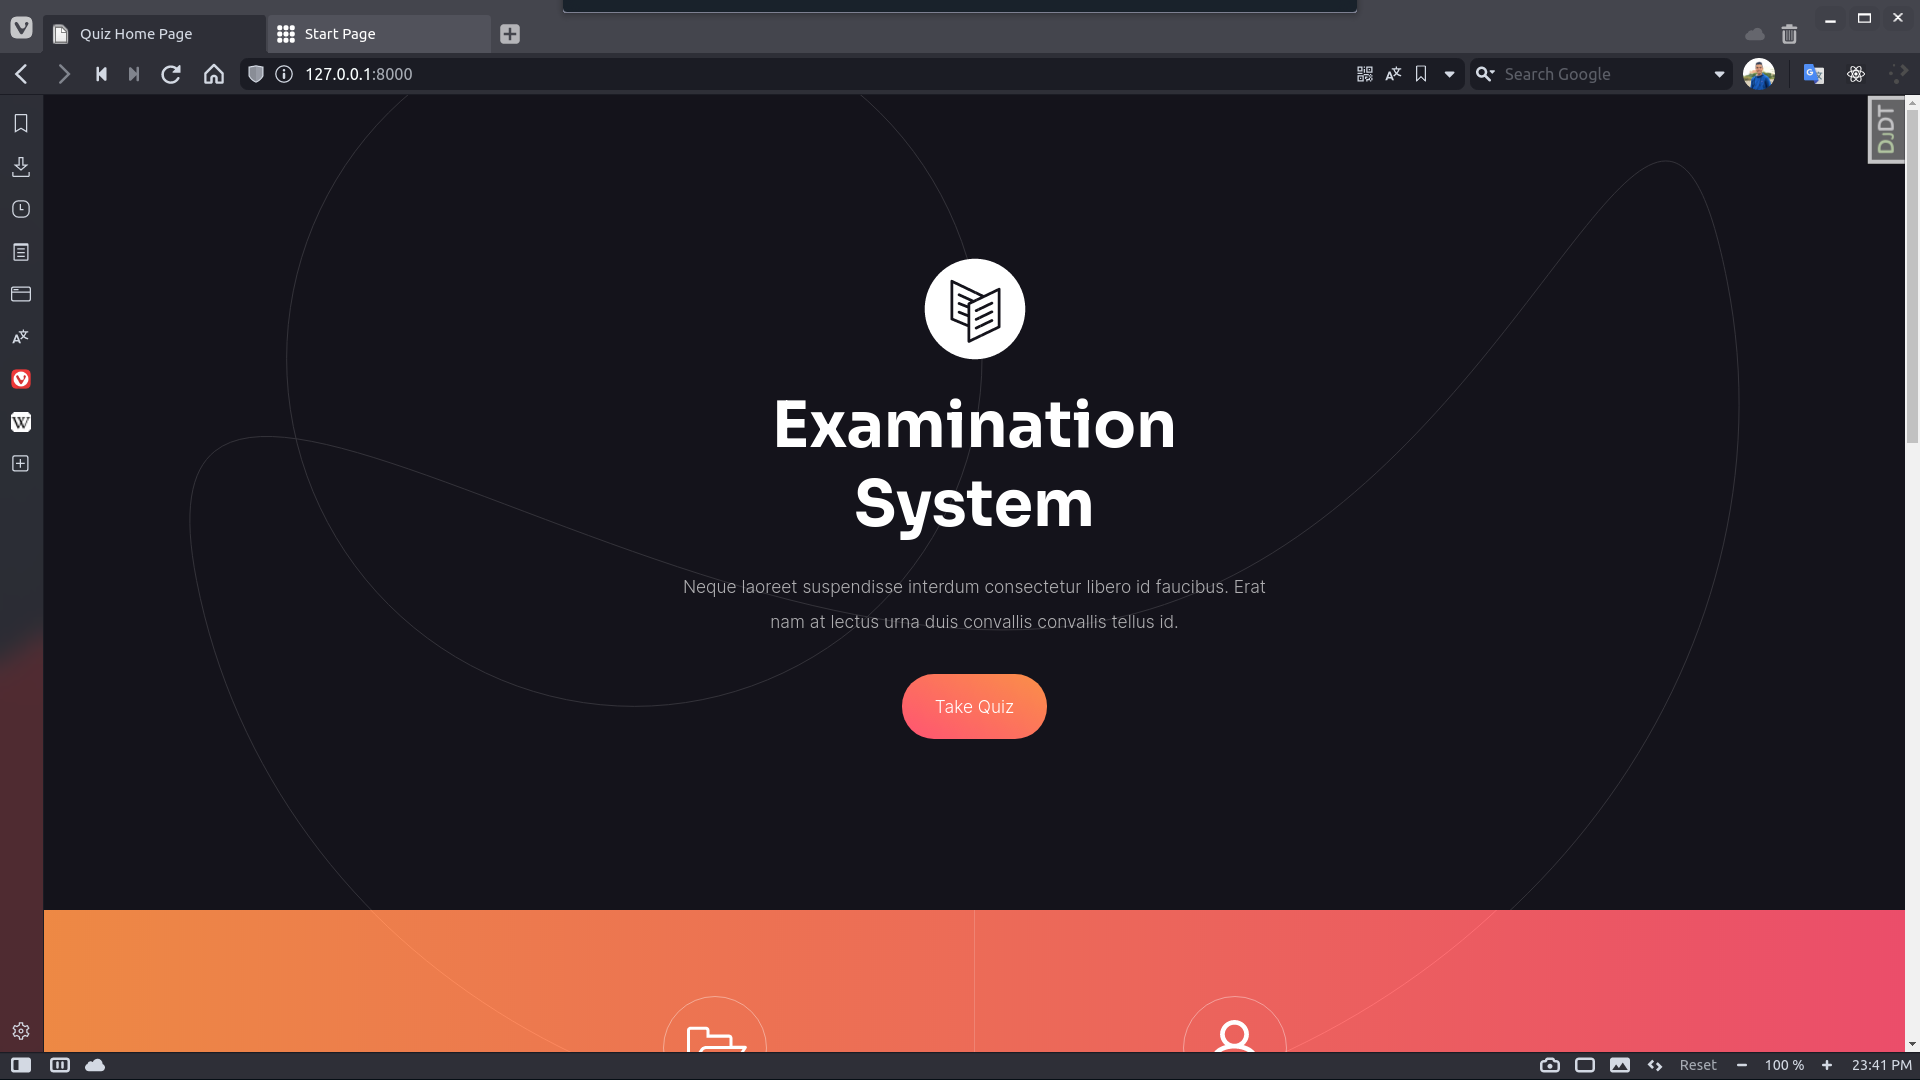 Quiz Home Page
Start Page
127.0.0.1:8000
Search Google
DJDT
W
Examination
System
Neque laoreet suspendisse interdum consectetur libero id faucibus. Erat
nam at lectus urna duis convallis convallis tellus id.
Take Quiz
Reset
100 %
23:41 PM